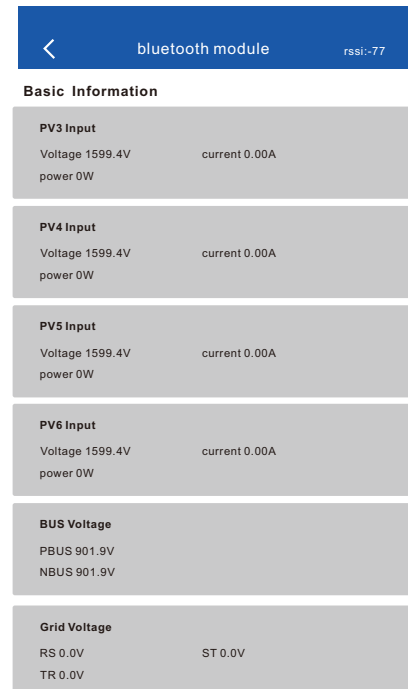 bluetooth module rssi:-77
Basic Information
PV3 Input
Voltage 1599.4V current 0.00A
power 0W
PV4 Input
Voltage 1599.4V current 0.00A
power 0W
PV5 Input
Voltage 1599.4V current 0.00A
power 0W
PV6 Input
Voltage 1599.4V current 0.00A
power 0W
BUS Voltage
PBUS 901.9V
NBUS 901.9V
Grid Voltage
RS 0.0V ST 0.0V
TR 0.0V